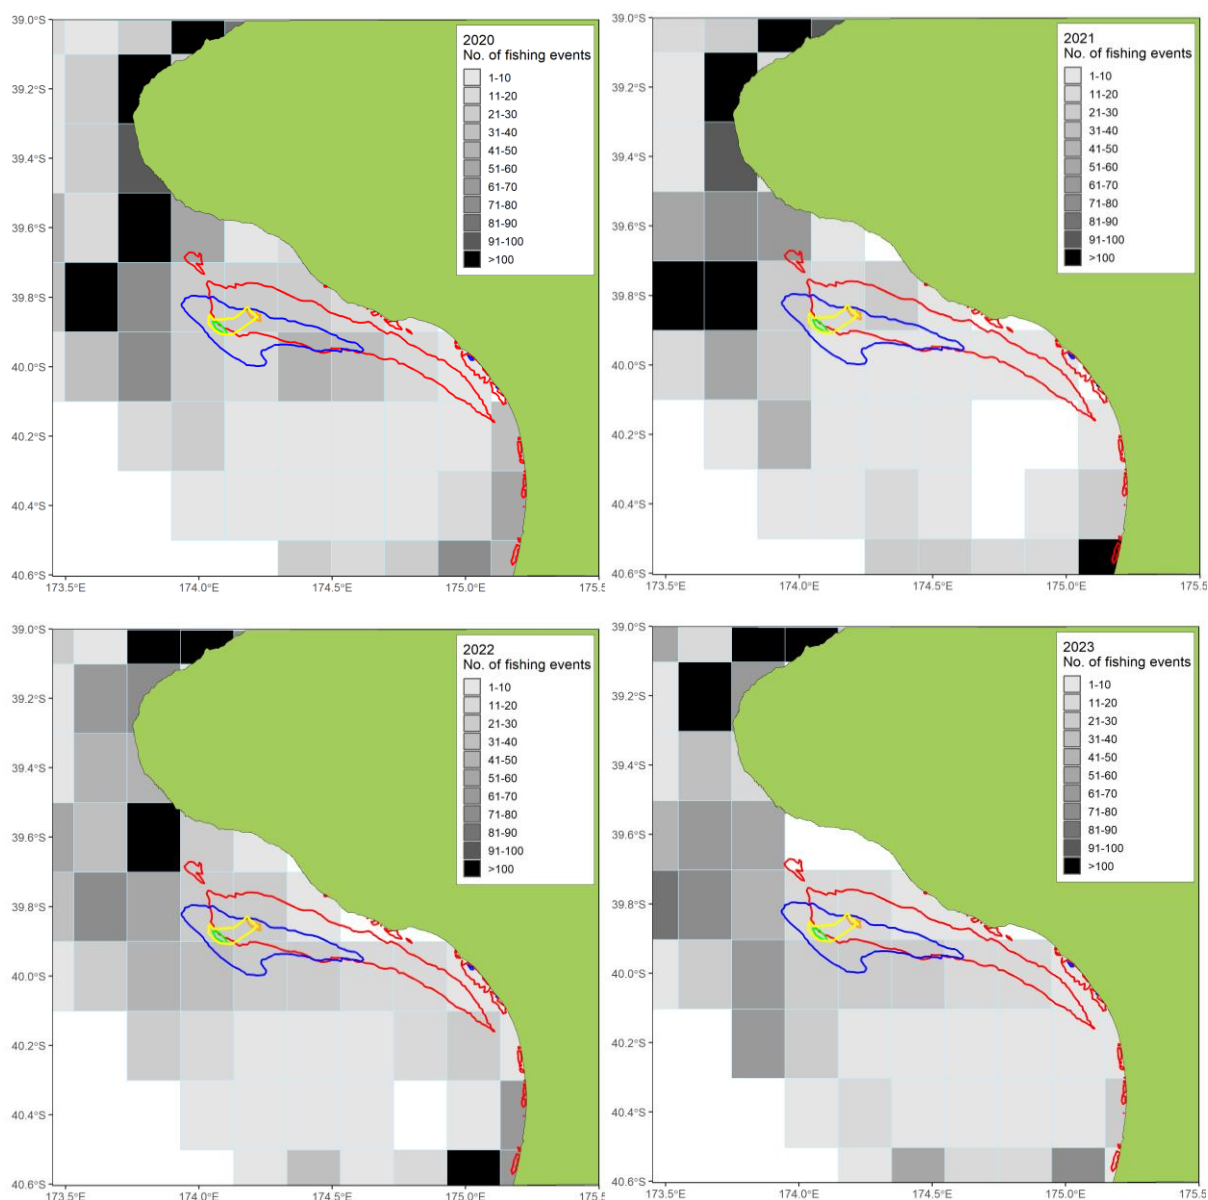 39.0°S
39.2°S
39.4°S
39.6°S
39.8°S
40.0°S
40.2°S
40.4°S
40.6°S
173.5°E
174.0°E
174.5°E
175.0°E
175.5
2020
No. of fishing events
1-10
11-20
21-30
31-40
41-50
51-60
61-70
71-80
81-90
91-100
>100
39.0°S
39.2°S
39.4°S
39.6°S
39.8°S
40.0°S
40.2°S
40.4°S
40.6°S
173.5°E
174.0°E
174.5°E
175.0°E
175.5
2021
No. of fishing events
1-10
11-20
21-30
31-40
41-50
51-60
61-70
71-80
81-90
91-100
>100
39.0°S
39.2°S
39.4°S
39.6°S
39.8°S
40.0°S
40.2°S
40.4°S
40.6°S
173.5°E
174.0°E
174.5°E
175.0°E
175.5
2022
No. of fishing events
1-10
11-20
21-30
31-40
41-50
51-60
61-70
71-80
81-90
91-100
>100
39.0°S
39.2°S
39.4°S
39.6°S
39.8°S
40.0°S
40.2°S
40.4°S
40.6°S
173.5°E
174.0°E
174.5°E
175.0°E
175.5
2023
No. of fishing events
1-10
11-20
21-30
31-40
41-50
51-60
61-70
71-80
81-90
91-100
>100